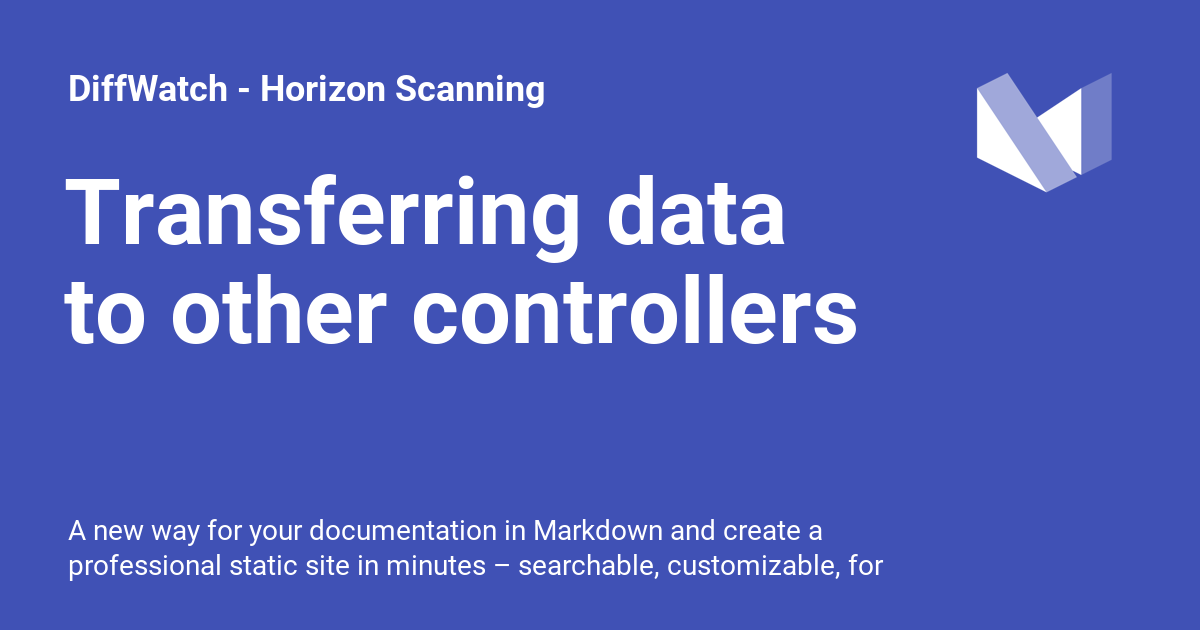 DiffWatch - Horizon Scanning
Transferring data
to other controllers
A new way for your documentation in Markdown and create a
professional static site in minutes – searchable, customizable, for